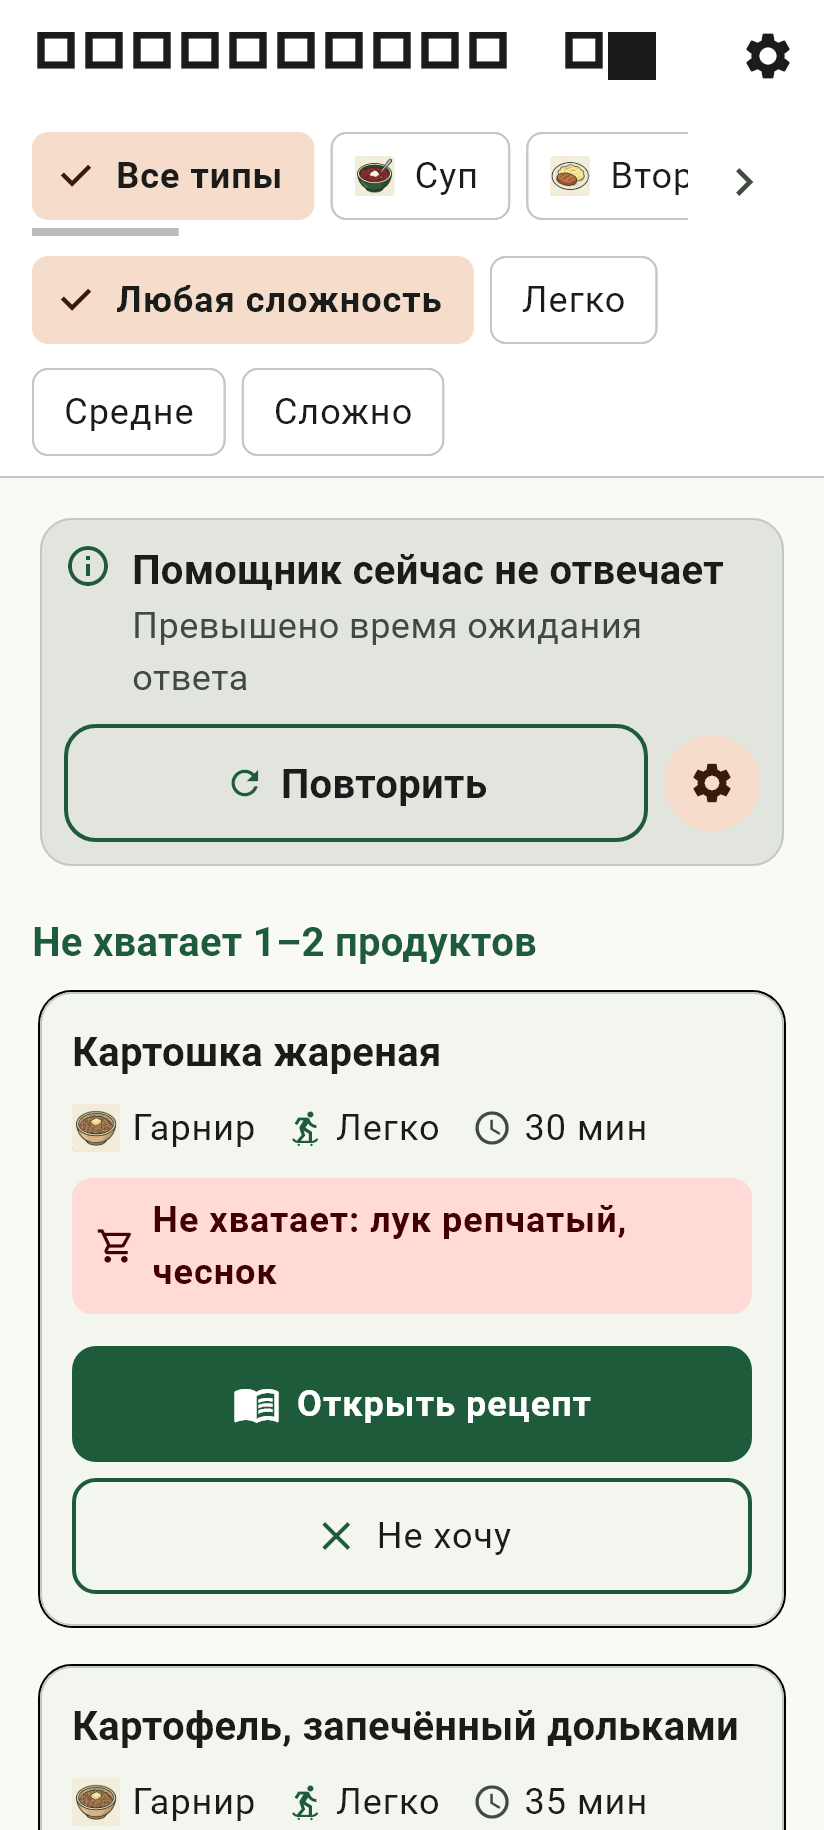 Все типы
Суп
Втор
Любая сложность
Легко
Средне
Сложно
Помощник сейчас не отвечает
Превышено время ожидания
ответа
Повторить
Не хватает 1–2 продуктов
Картошка жареная
Гарнир
Легко
30 мин
Не хватает: лук репчатый,
чеснок
Открыть рецепт
Не хочу
Картофель, запечённый дольками
Гарнир
Легко
35 мин